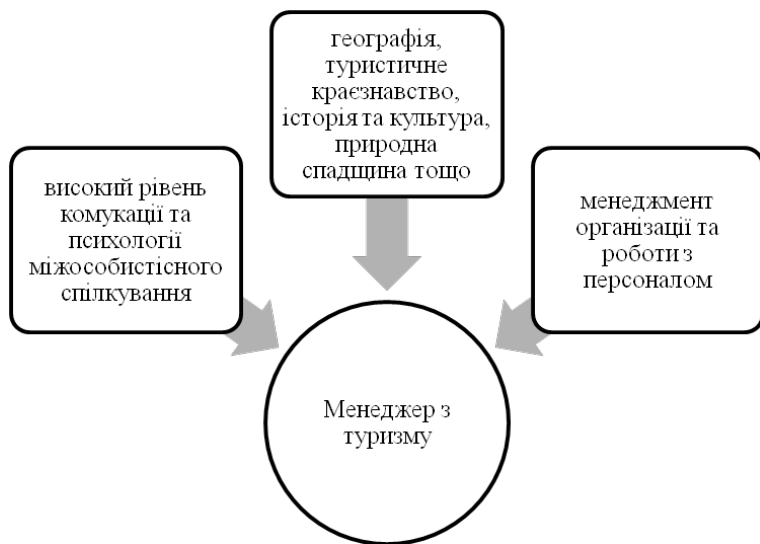 географія,
туристичне
краєзнавство,
історія та культура,
природна
спадщина тощо
високий рівень
комукації та
психології
міжособистісного
спілкування
менеджмент
організації та
роботи з
персоналом
Менеджер з
туризму